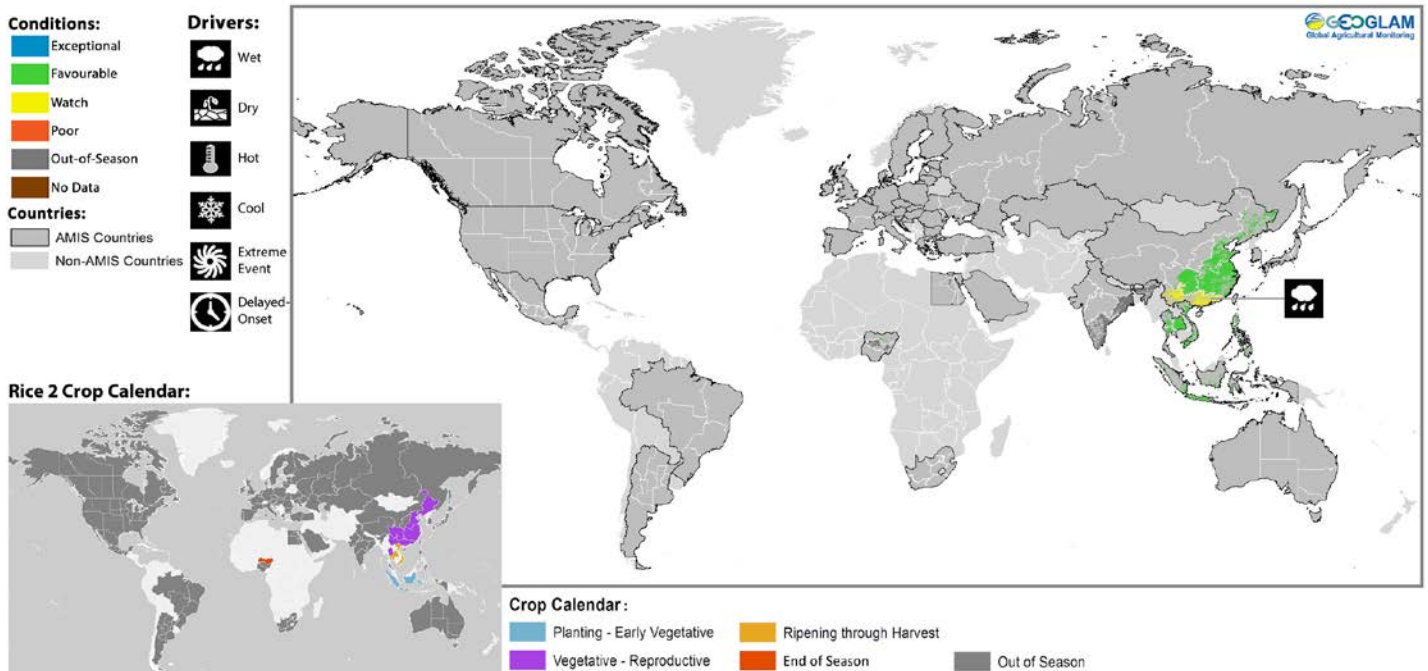 Conditions:
Exceptional
Favourable
Watch
Poor
Out-of-Season
No Data
Countries:
AMIS Countries
Non-AMIS Countries
Drivers:
Wet
Dry
Hot
Cool
Extreme
Event
Delayed-
Onset
GEOGLAM
Global Agricultural Monitoring
Rice 2 Crop Calendar:
Crop Calendar :
Planting - Early Vegetative
Ripening through Harvest
Vegetative - Reproductive
End of Season
Out of Season